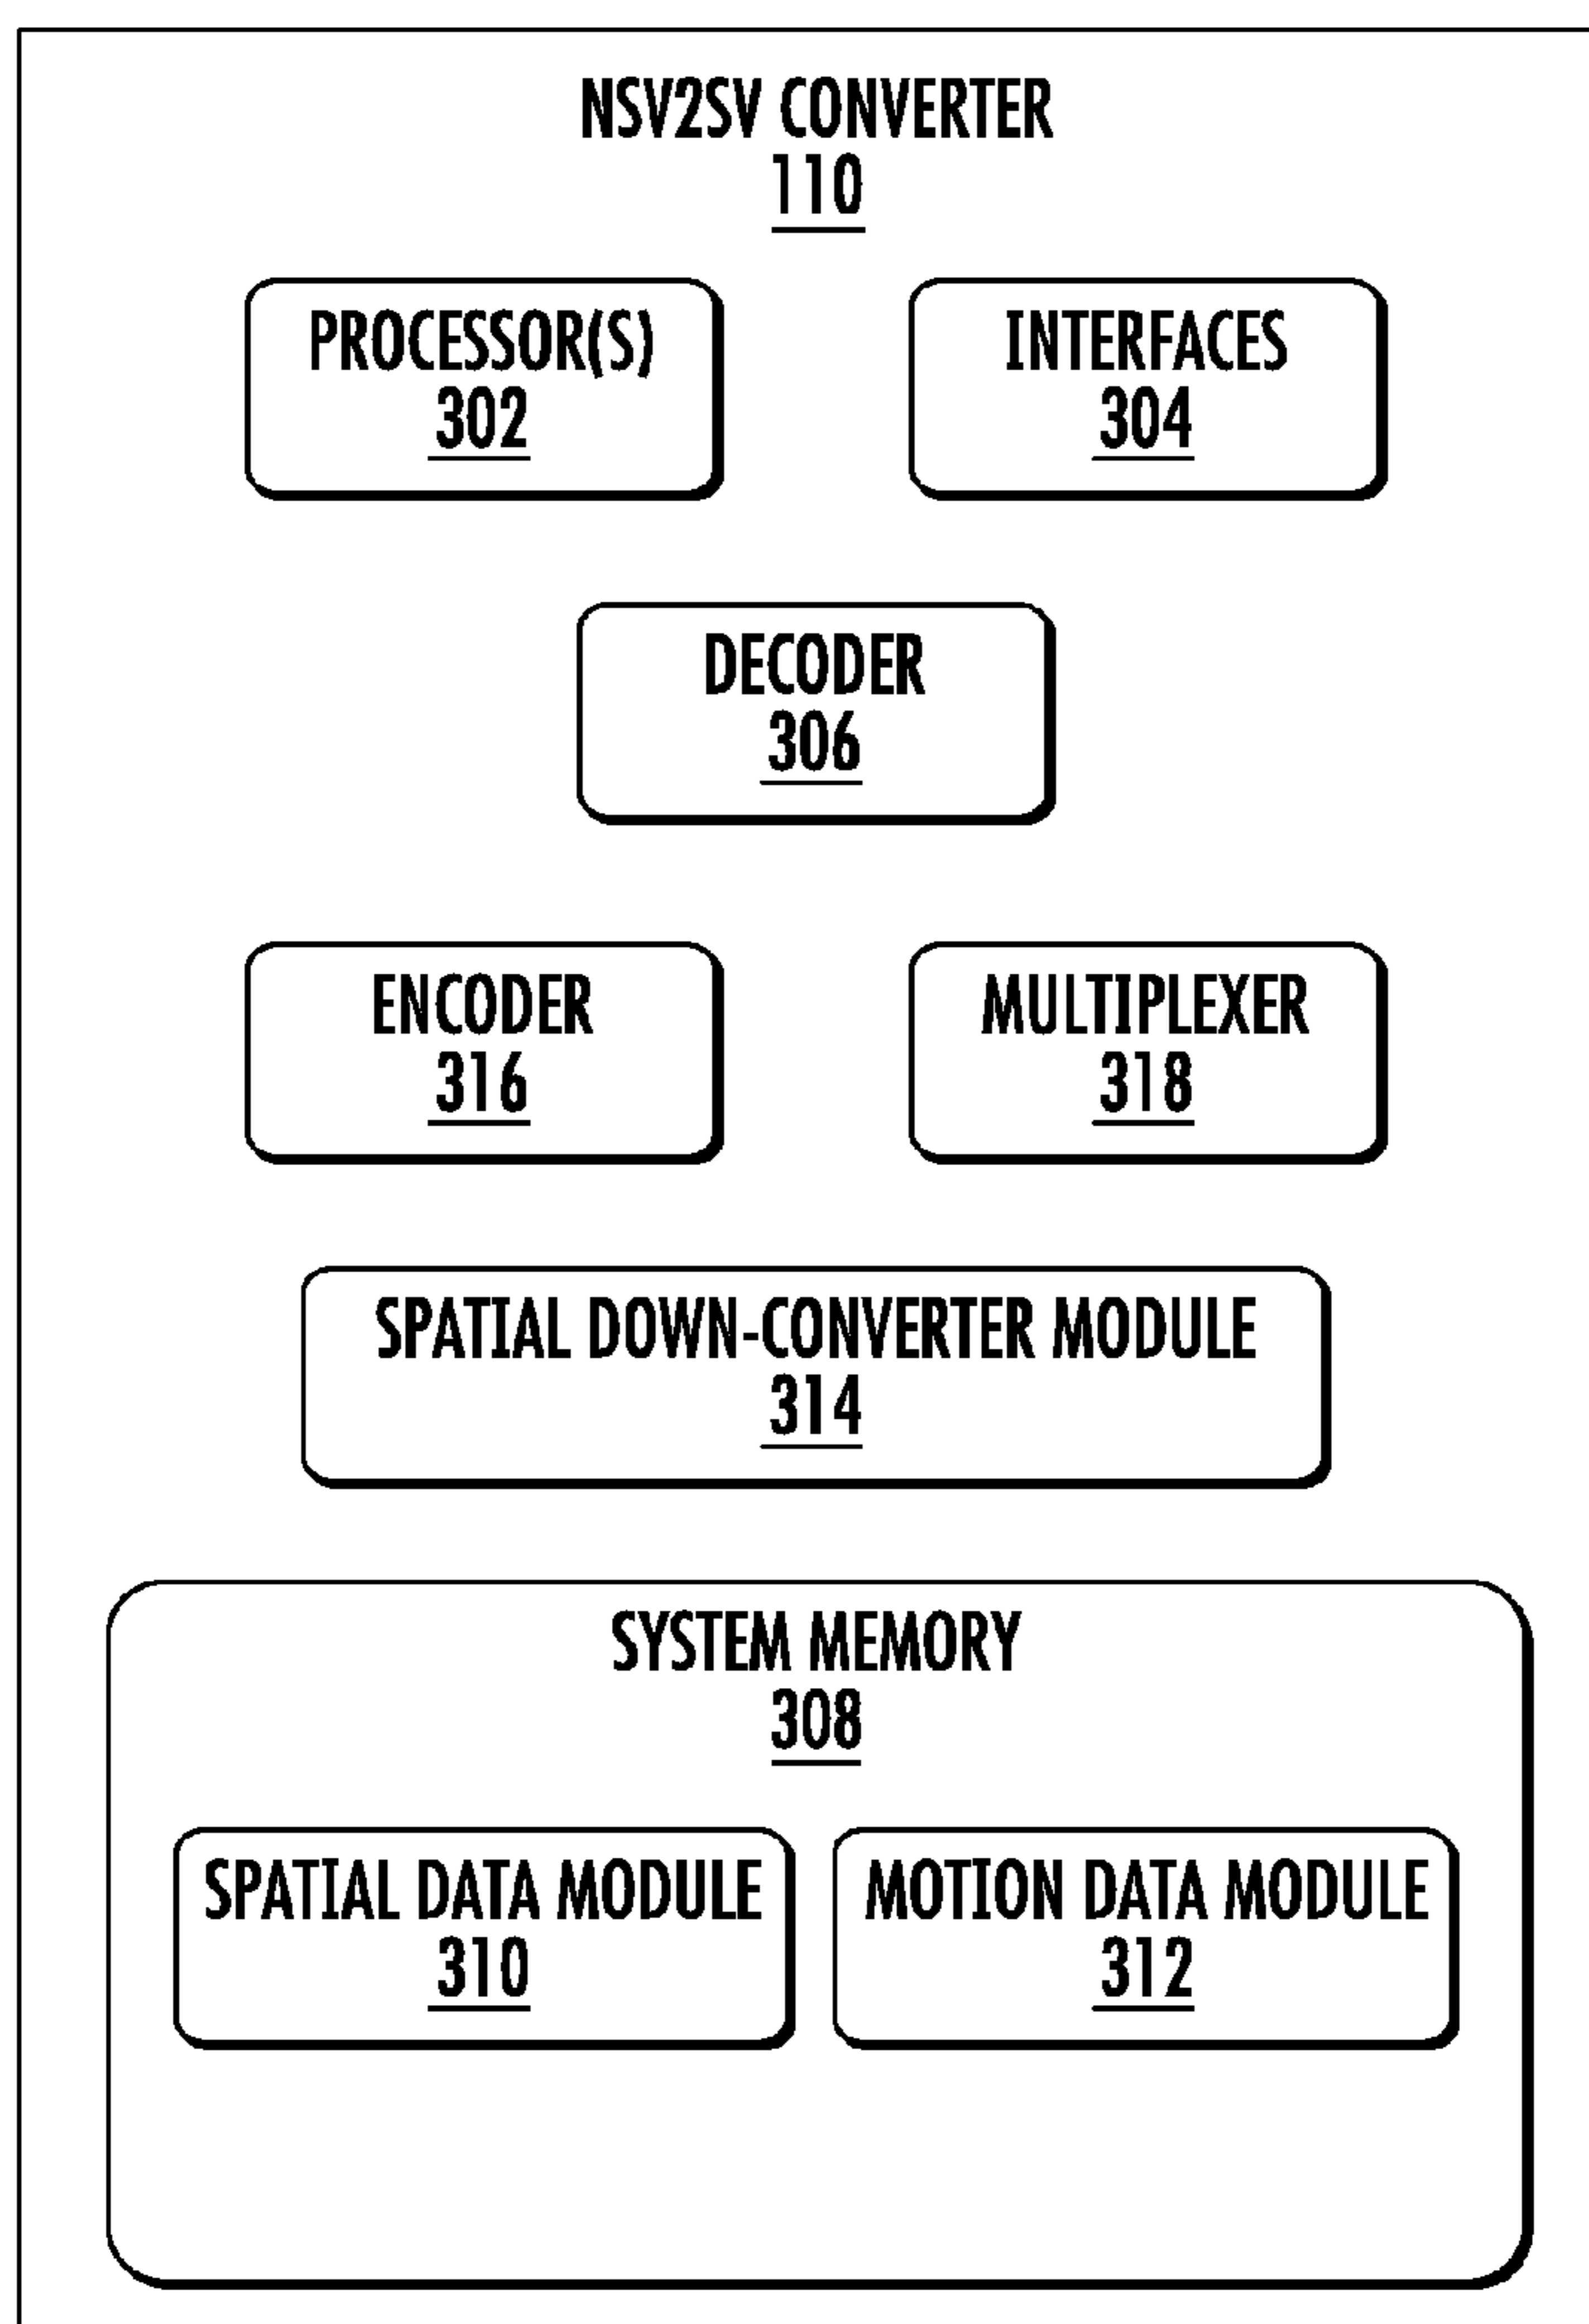 NSV2SV CONVERTER
110
PROCESSOR(S)
302
INTERFACES
304
DECODER
306
ENCODER
316
MULTIPLEXER
318
SPATIAL DOWN-CONVERTER MODULE
314
SYSTEM MEMORY
308
SPATIAL DATA MODULE
310
MOTION DATA MODULE
312